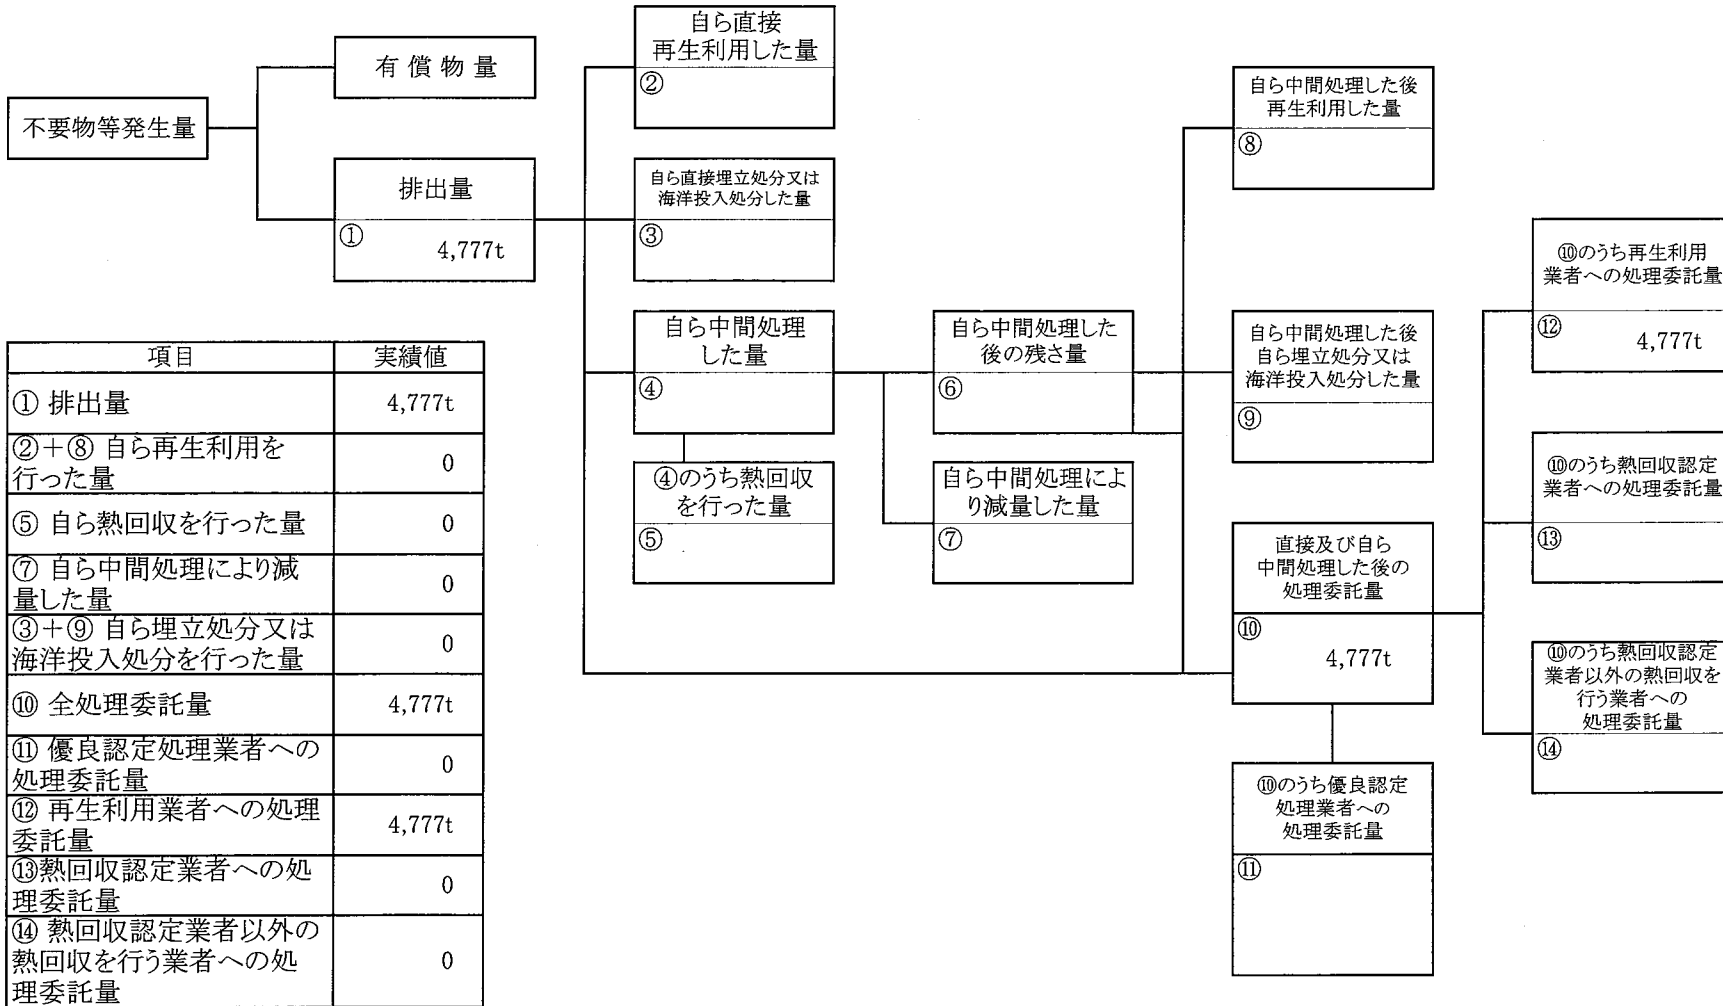 不要物等発生量
有償物量
排出量
①
4,777t
自ら直接
再生利用した量
②
自ら直接埋立処分又は
海洋投入処分した量
③
自ら中間処理
した量
④
④のうち熱回収
を行った量
⑤
自ら中間処理した
後の残さ量
⑥
自ら中間処理によ
り減量した量
⑦
自ら中間処理した後
再生利用した量
⑧
自ら中間処理した後
自ら埋立処分又は
海洋投入処分した量
⑨
直接及び自ら
中間処理した後の
処理委託量
⑩
4,777t
⑩のうち優良認定
処理業者への
処理委託量
⑪
⑩のうち再生利用
業者への処理委託量
⑫
4,777t
⑩のうち熱回収認定
業者への処理委託量
⑬
⑩のうち熱回収認定
業者以外の熱回収を
行う業者への
処理委託量
⑭
項目 実績値
① 排出量 4,777t
②+⑧ 自ら再生利用を
行った量 0
⑤ 自ら熱回収を行った量 0
⑦ 自ら中間処理により減
量した量 0
③+⑨ 自ら埋立処分又は
海洋投入処分を行った量 0
⑩ 全処理委託量 4,777t
⑪ 優良認定処理業者への
処理委託量 0
⑫ 再生利用業者への処理
委託量 4,777t
⑬熱回収認定業者への処
理委託量 0
⑭ 熱回収認定業者以外の
熱回収を行う業者への処
理委託量 0